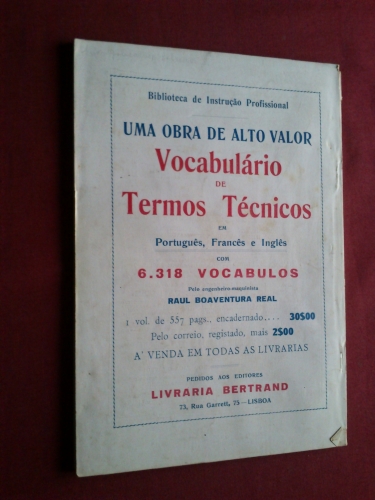 Biblioteca de Instrução Profissional
UMA OBRA DE ALTO VALOR
Vocabulário
DE
Termos Técnicos
EM
Português, Francês e Inglês
COM
6.318 VOCABULOS
Pelo engenheiro-maquinista
RAUL BOAVENTURA REAL
1 vol. de 557 pags., encadernado.... 30$00
Pelo correio, registado, mais 2$00
A' VENDA EM TODAS AS LIVRARIAS
PEDIDOS AOS EDITORES
LIVRARIA BERTRAND
73, Rua Garrett, 75—LISBOA